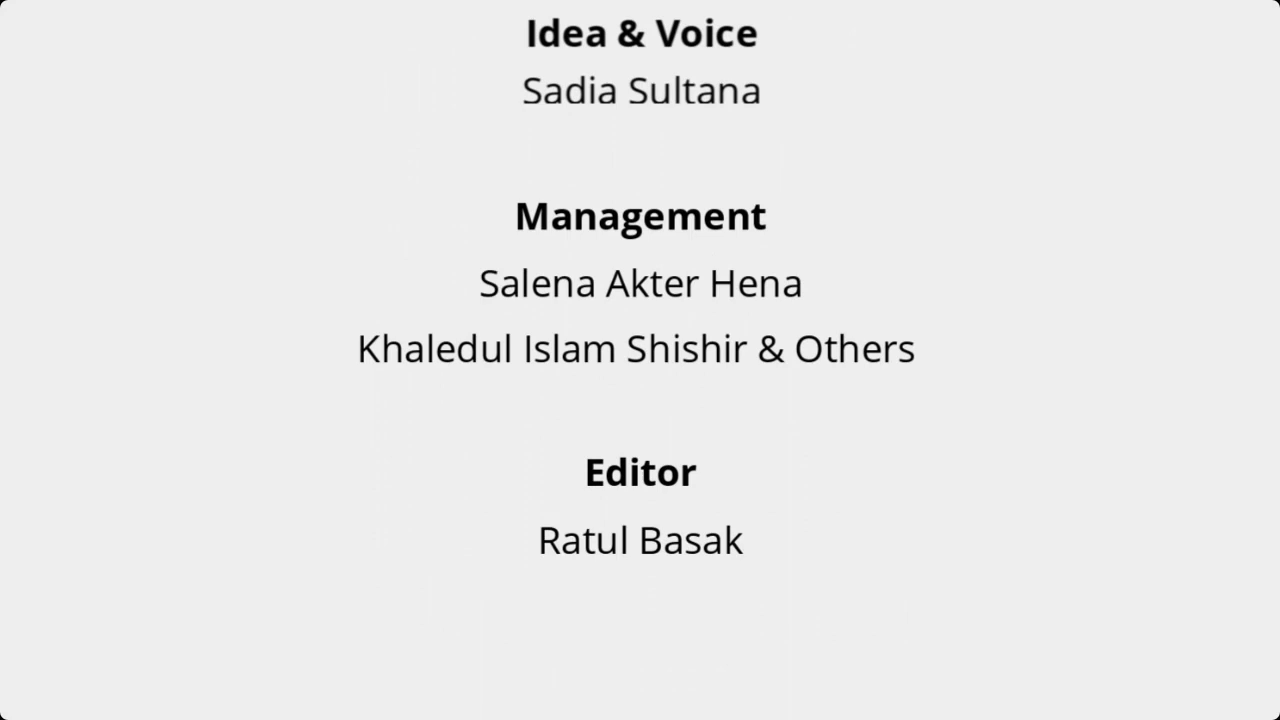 Idea & Voice
Sadia Sultana
Management
Salena Akter Hena
Khaledul Islam Shishir & Others
Editor
Ratul Basak